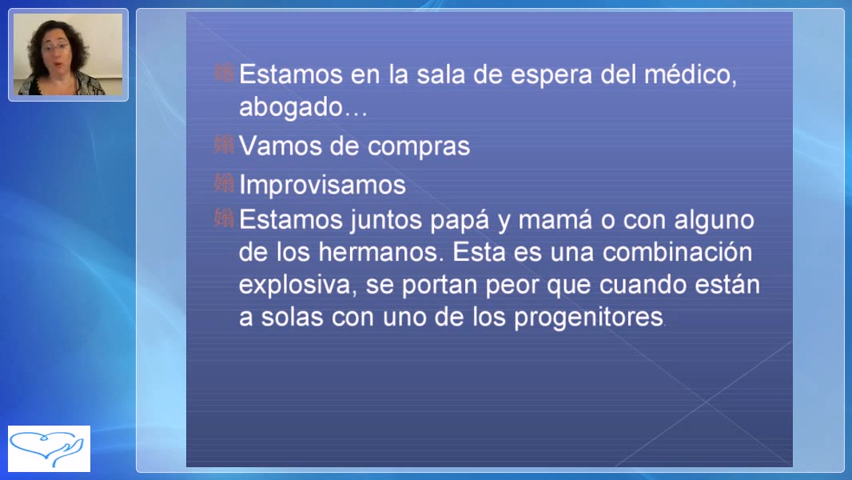 Estamos en la sala de espera del médico,
abogado…
Vamos de compras
Improvisamos
Estamos juntos papá y mamá o con alguno
de los hermanos. Esta es una combinación
explosiva, se portan peor que cuando están
a solas con uno de los progenitores.